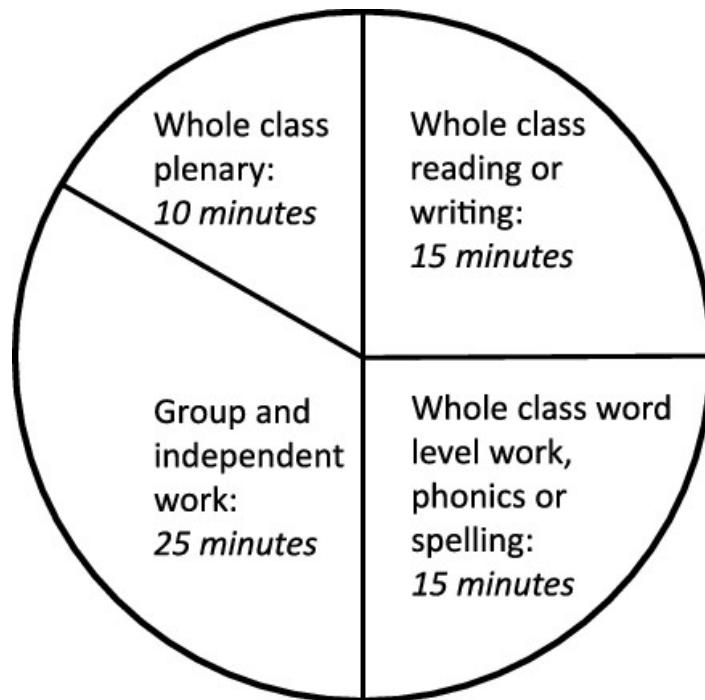 Whole class
plenary:
10 minutes
Whole class
reading or
writing:
15 minutes
Group and
independent
work:
25 minutes
Whole class word
level work,
phonics or
spelling:
15 minutes